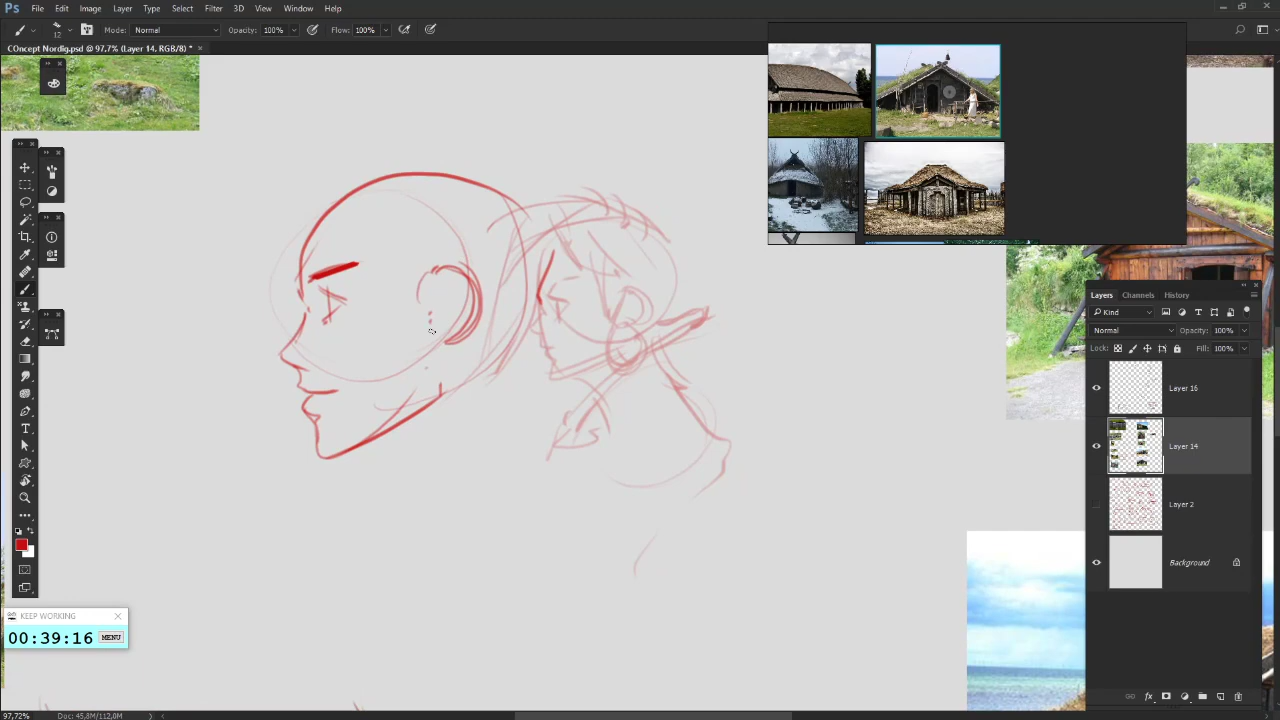 Ps File Edit Image Layer Type Select Filter 3D View Window Help
12 Mode: Normal Opacity: 100% Flow: 100%
COncept Nordig.psd @ 97,7% (Layer 14, RGB/8) *
Layers Channels History
Kind
Normal Opacity: 100%
Lock: Fill: 100%
Layer 16
Layer 14
Layer 2
Background
KEEP WORKING
00:39:16 MENU
97,72% Doc: 45,8M/112,0M